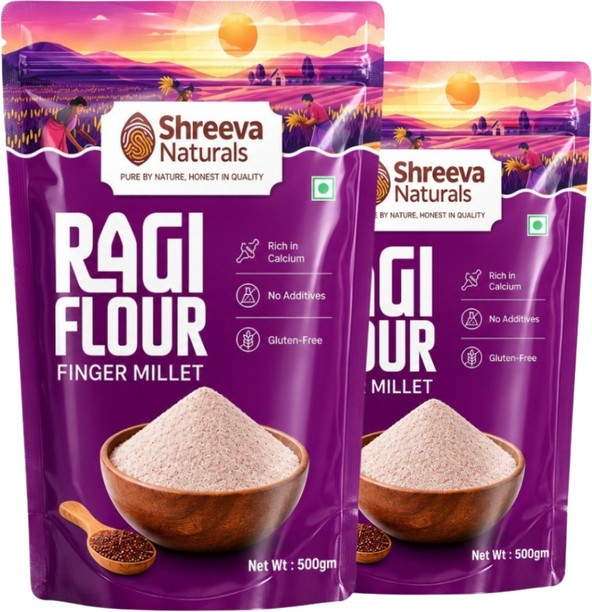 Shreeva
Naturals
PURE BY NATURE, HONEST IN QUALITY
RAGI
FLOUR
FINGER MILLET
Rich in
Calcium
No Additives
Gluten-Free
Net Wt : 500gm
Shreeva
Naturals
BY NATURE, HONEST IN QUALITY
AGI
OUR
MILLET
Rich in
Calcium
No Additives
Gluten-Free
Net Wt : 500gm